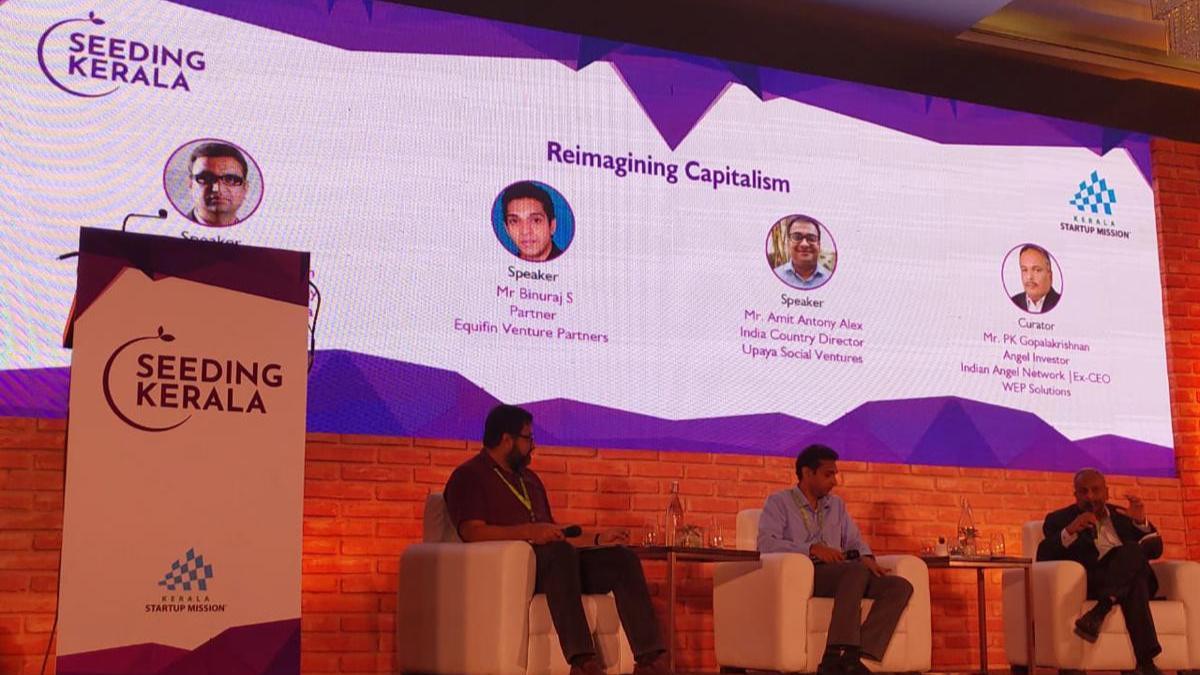 SEEDING
KERALA
Reimagining Capitalism
KERALA
STARTUP MISSION
Speaker
Speaker
Mr Binuraj S
Partner
Equifin Venture Partners
Speaker
Mr. Amit Antony Alex
India Country Director
Upaya Social Ventures
Curator
Mr. PK Gopalakrishnan
Angel Investor
Indian Angel Network |Ex-CEO
WEP Solutions
SEEDING
KERALA
KERALA
STARTUP MISSION